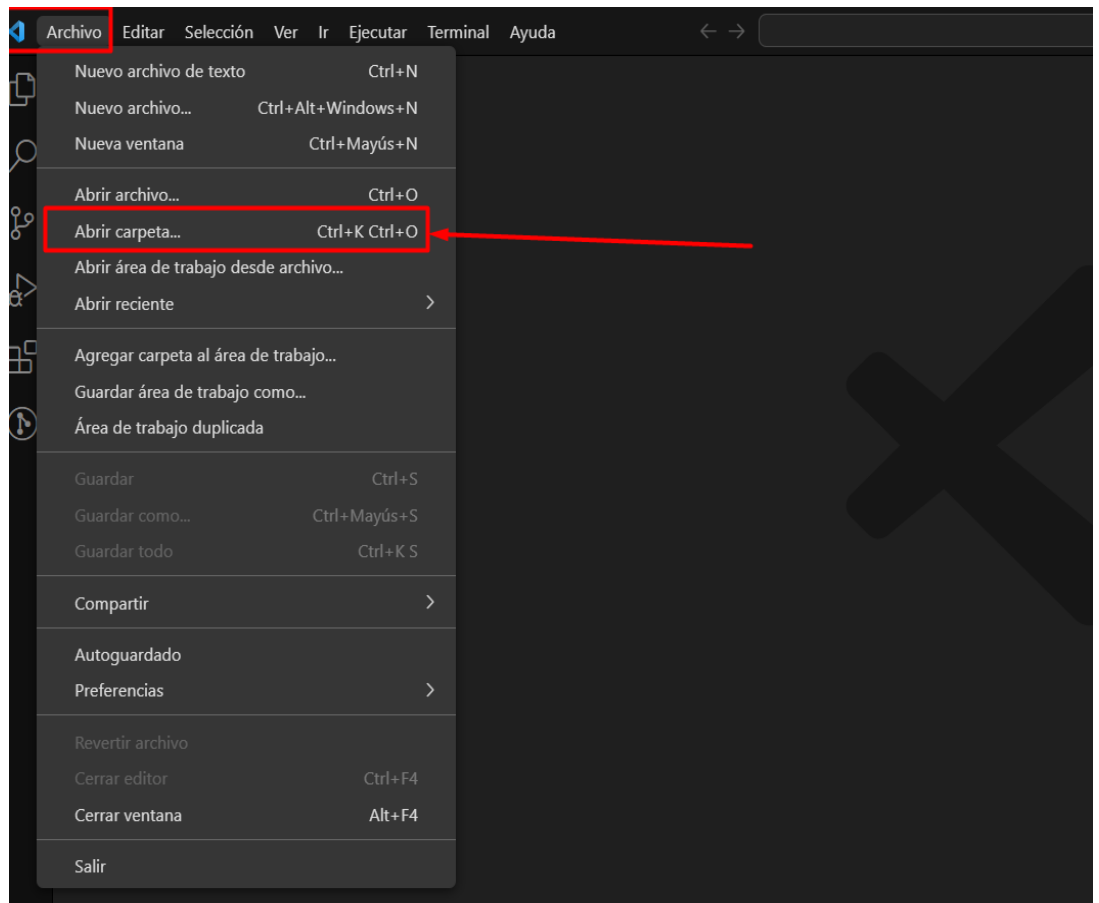 Archivo Editar Selección Ver Ir Ejecutar Terminal Ayuda
Nuevo archivo de texto Ctrl+N
Nuevo archivo... Ctrl+Alt+Windows+N
Nueva ventana Ctrl+Mayús+N
Abrir archivo... Ctrl+O
Abrir carpeta... Ctrl+K Ctrl+O
Abrir área de trabajo desde archivo...
Abrir reciente
Agregar carpeta al área de trabajo...
Guardar área de trabajo como...
Área de trabajo duplicada
Guardar Ctrl+S
Guardar como... Ctrl+Mayús+S
Guardar todo Ctrl+K S
Compartir
Autoguardado
Preferencias
Revertir archivo
Cerrar editor Ctrl+F4
Cerrar ventana Alt+F4
Salir